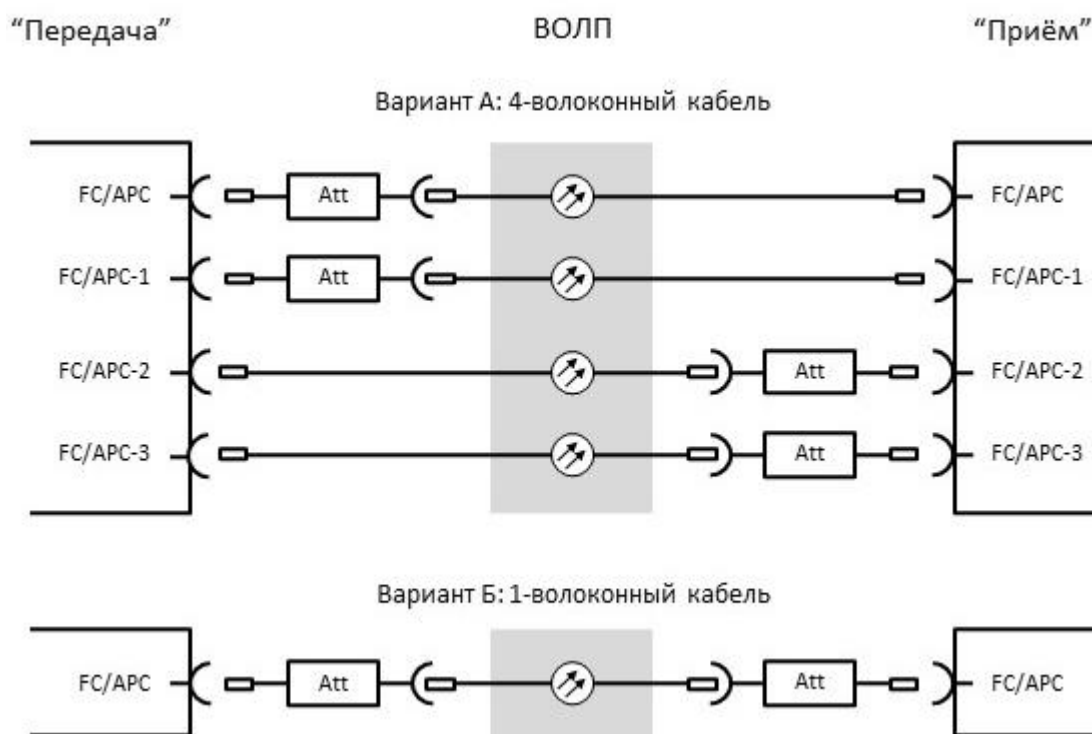 “Передача” ВОЛП “Приём”
Вариант А: 4-волоконный кабель
FC/APC Att FC/APC
FC/APC-1 Att FC/APC-1
FC/APC-2 Att FC/APC-2
FC/APC-3 Att FC/APC-3
Вариант Б: 1-волоконный кабель
FC/APC Att Att FC/APC